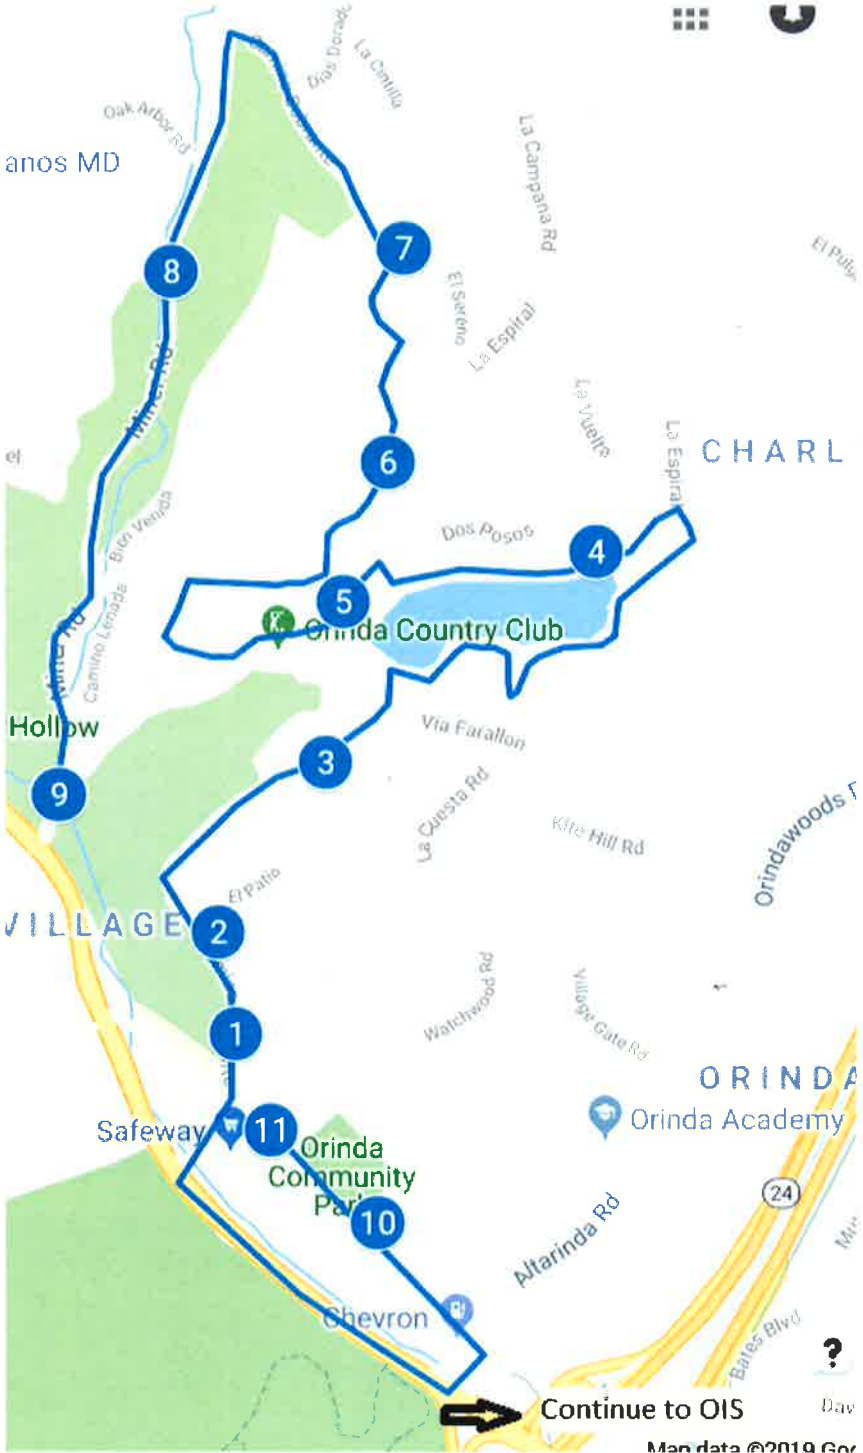 Dias Dorado
La Cintilla
Oak Arbor Rd
La Campana Rd
anos MD
7
8
El Sereno
La Espiral
Miner Rd
La Vuelta
La Espiral
CHARL
6
el
Bien Venida
Dos Posos
4
5
Orinda Country Club
Camino Lenada
Miner Rd
Hollow
Via Farallon
3
9
La Cuesta Rd
Kite Hill Rd
Orindawoods
El Patio
VILLAGE
2
Watchwood Rd
Village Gate Rd
1
ORINDA
Safeway
11
Orinda Academy
Orinda
Community
Park
10
24
Altarinda Rd
Chevron
Bates Blvd
?
Continue to OIS
Dav
Map data ©2019 Goo